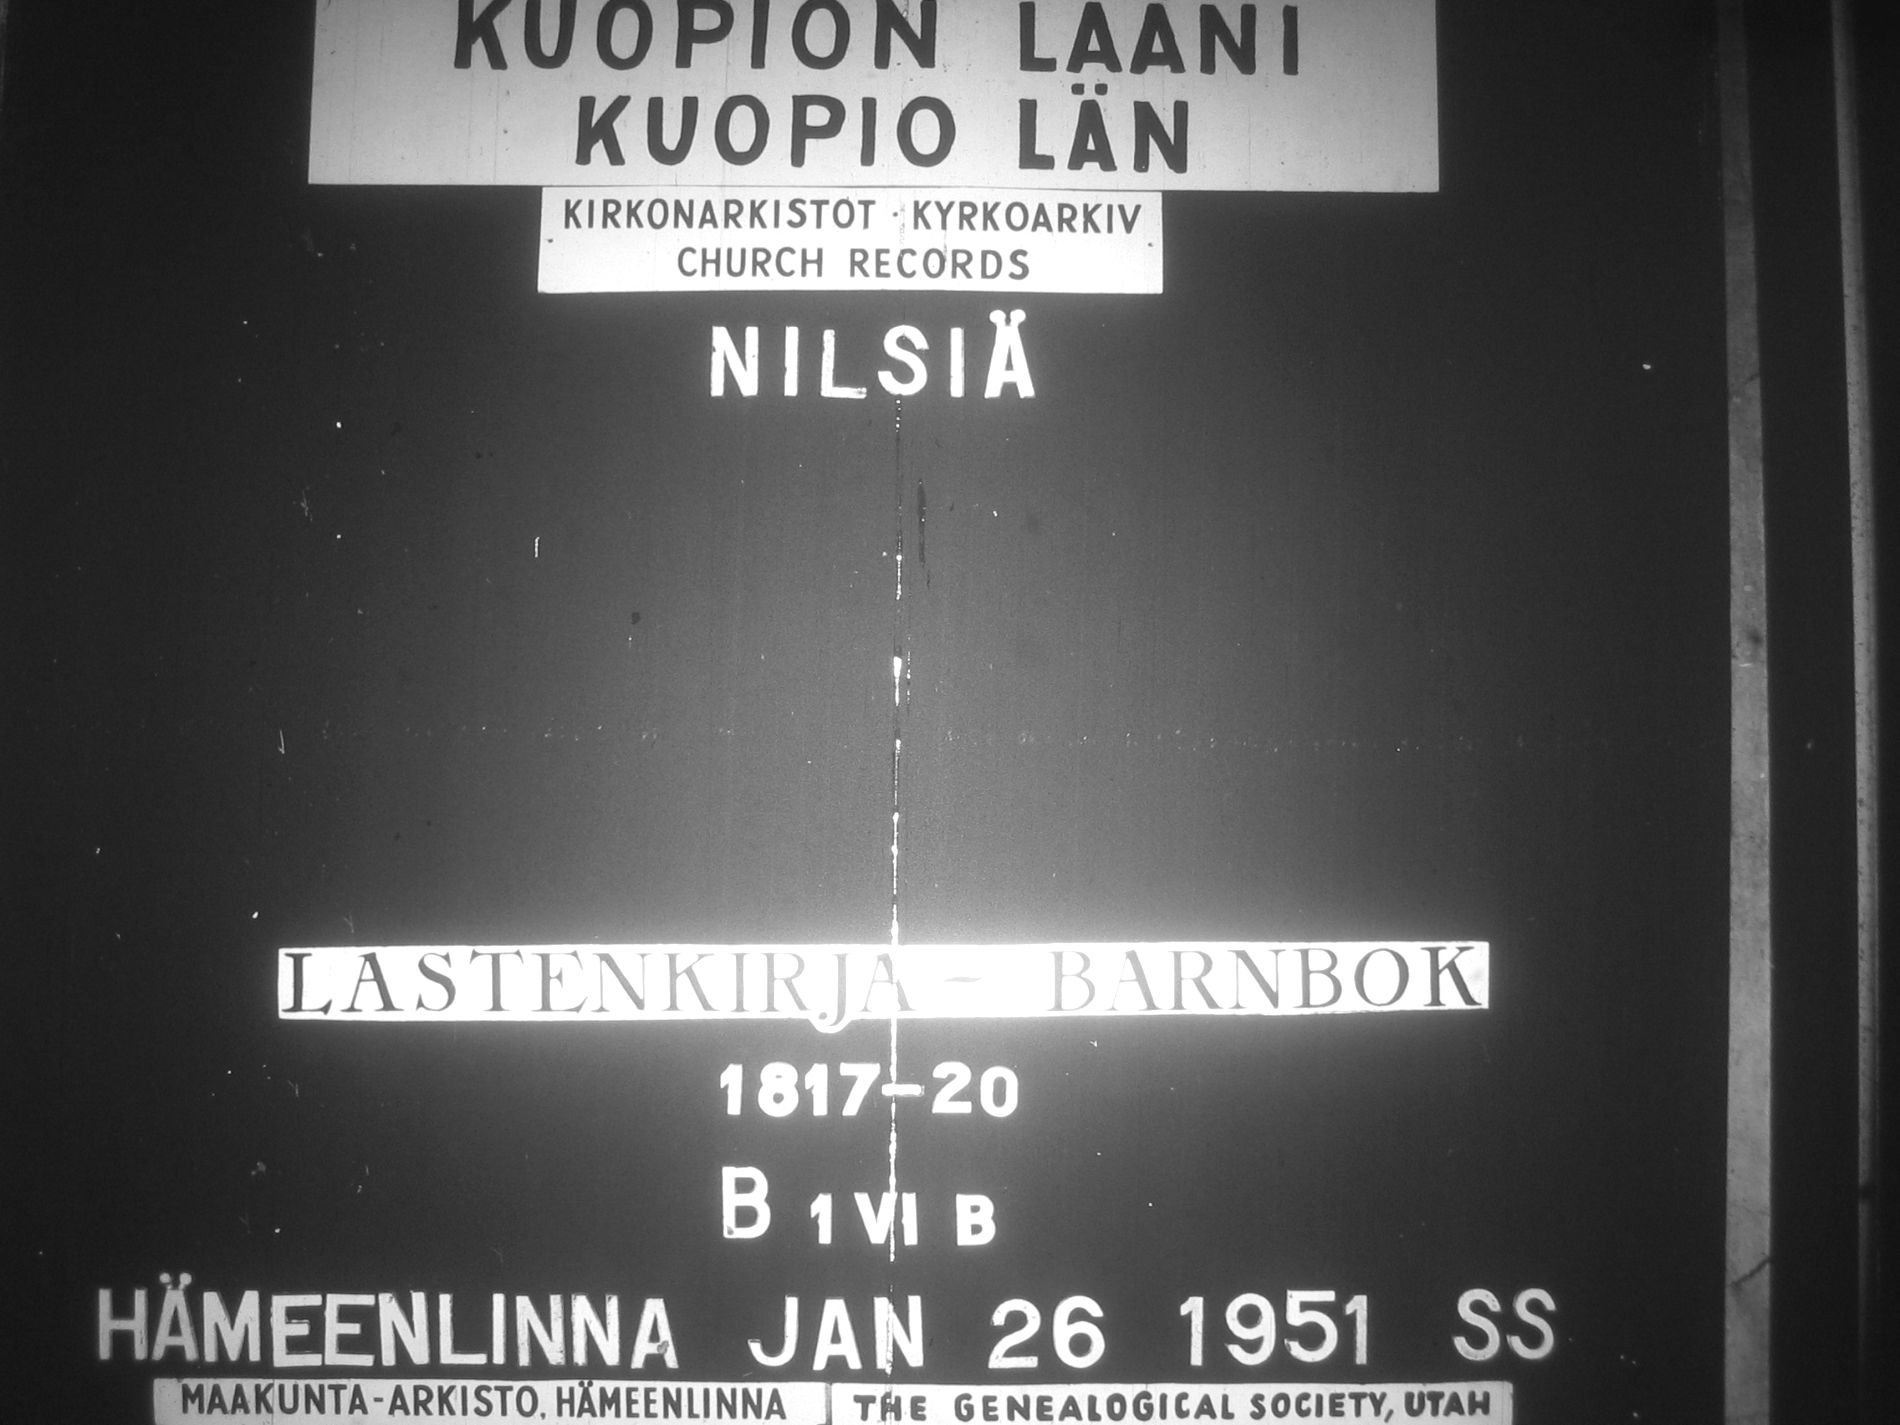 KUOPION LAANI
KUOPIO LÄN
KIRKONARKISTOT · KYRKOARKIV
CHURCH RECORDS
NILSIÄ
LASTENKIRJA - BARNBOK
1817-20
B 1 VI B
HÄMEENLINNA JAN 26 1951 SS
MAAKUNTA-ARKISTO, HÄMEENLINNA
THE GENEALOGICAL SOCIETY, UTAH